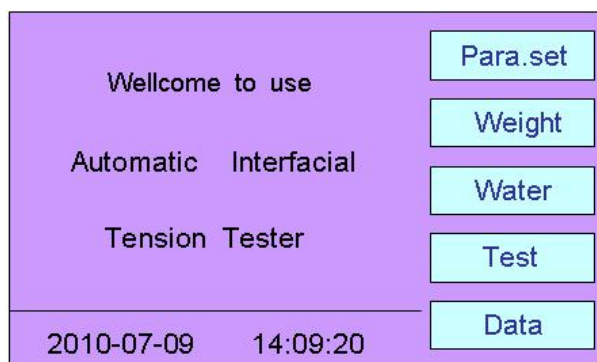 Wellcome to use
Automatic Interfacial
Tension Tester
2010-07-09 14:09:20
Para.set
Weight
Water
Test
Data